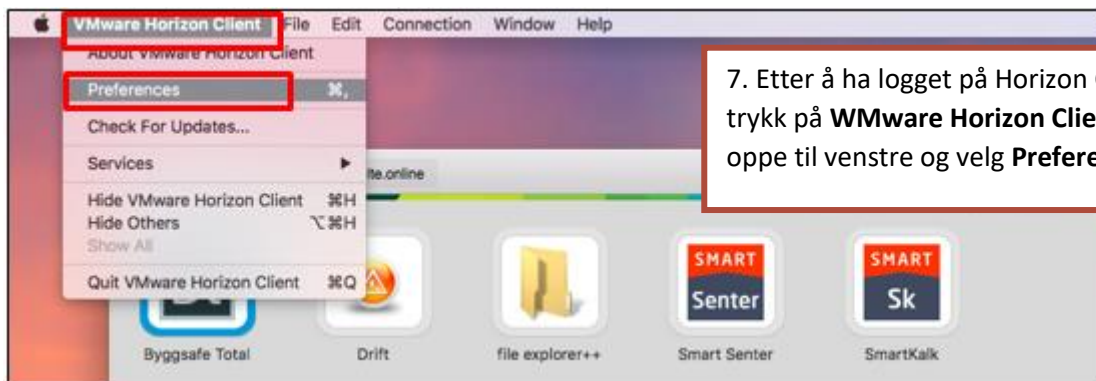 VMware Horizon Client File Edit Connection Window Help
About VMware Horizon Client
Preferences ⌘,
Check For Updates...
Services ▶
Hide VMware Horizon Client ⌘H
Hide Others ⌥⌘H
Show All
Quit VMware Horizon Client ⌘Q
7. Etter å ha logget på Horizon
trykk på WMware Horizon Clie
oppe til venstre og velg Prefere
lte.online
SMART
Senter
SMART
Sk
Byggsafe Total
Drift
file explorer++
Smart Senter
SmartKalk